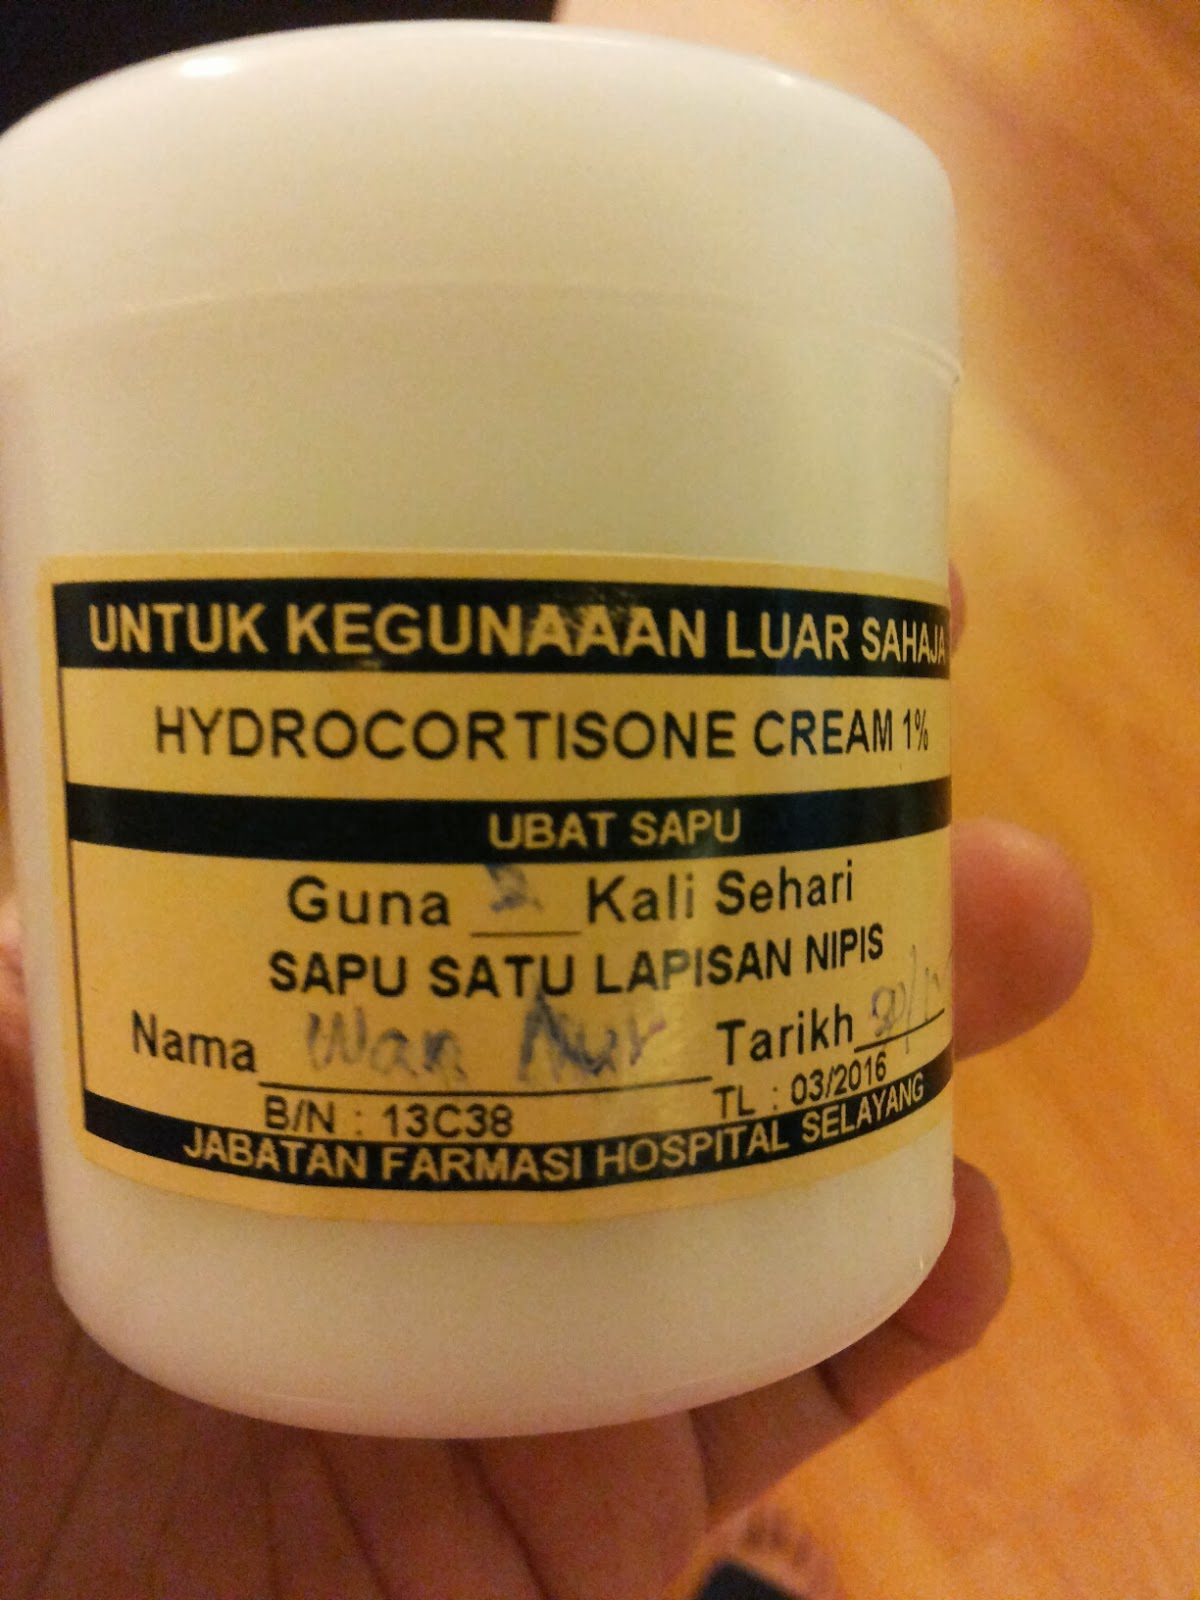 UNTUK KEGUNAAAN LUAR SAHAJA
HYDROCORTISONE CREAM 1%
UBAT SAPU
Guna 2 Kali Sehari
SAPU SATU LAPISAN NIPIS
Nama Wan Nur Tarikh
B/N : 13C38 TL : 03/2016
JABATAN FARMASI HOSPITAL SELAYANG